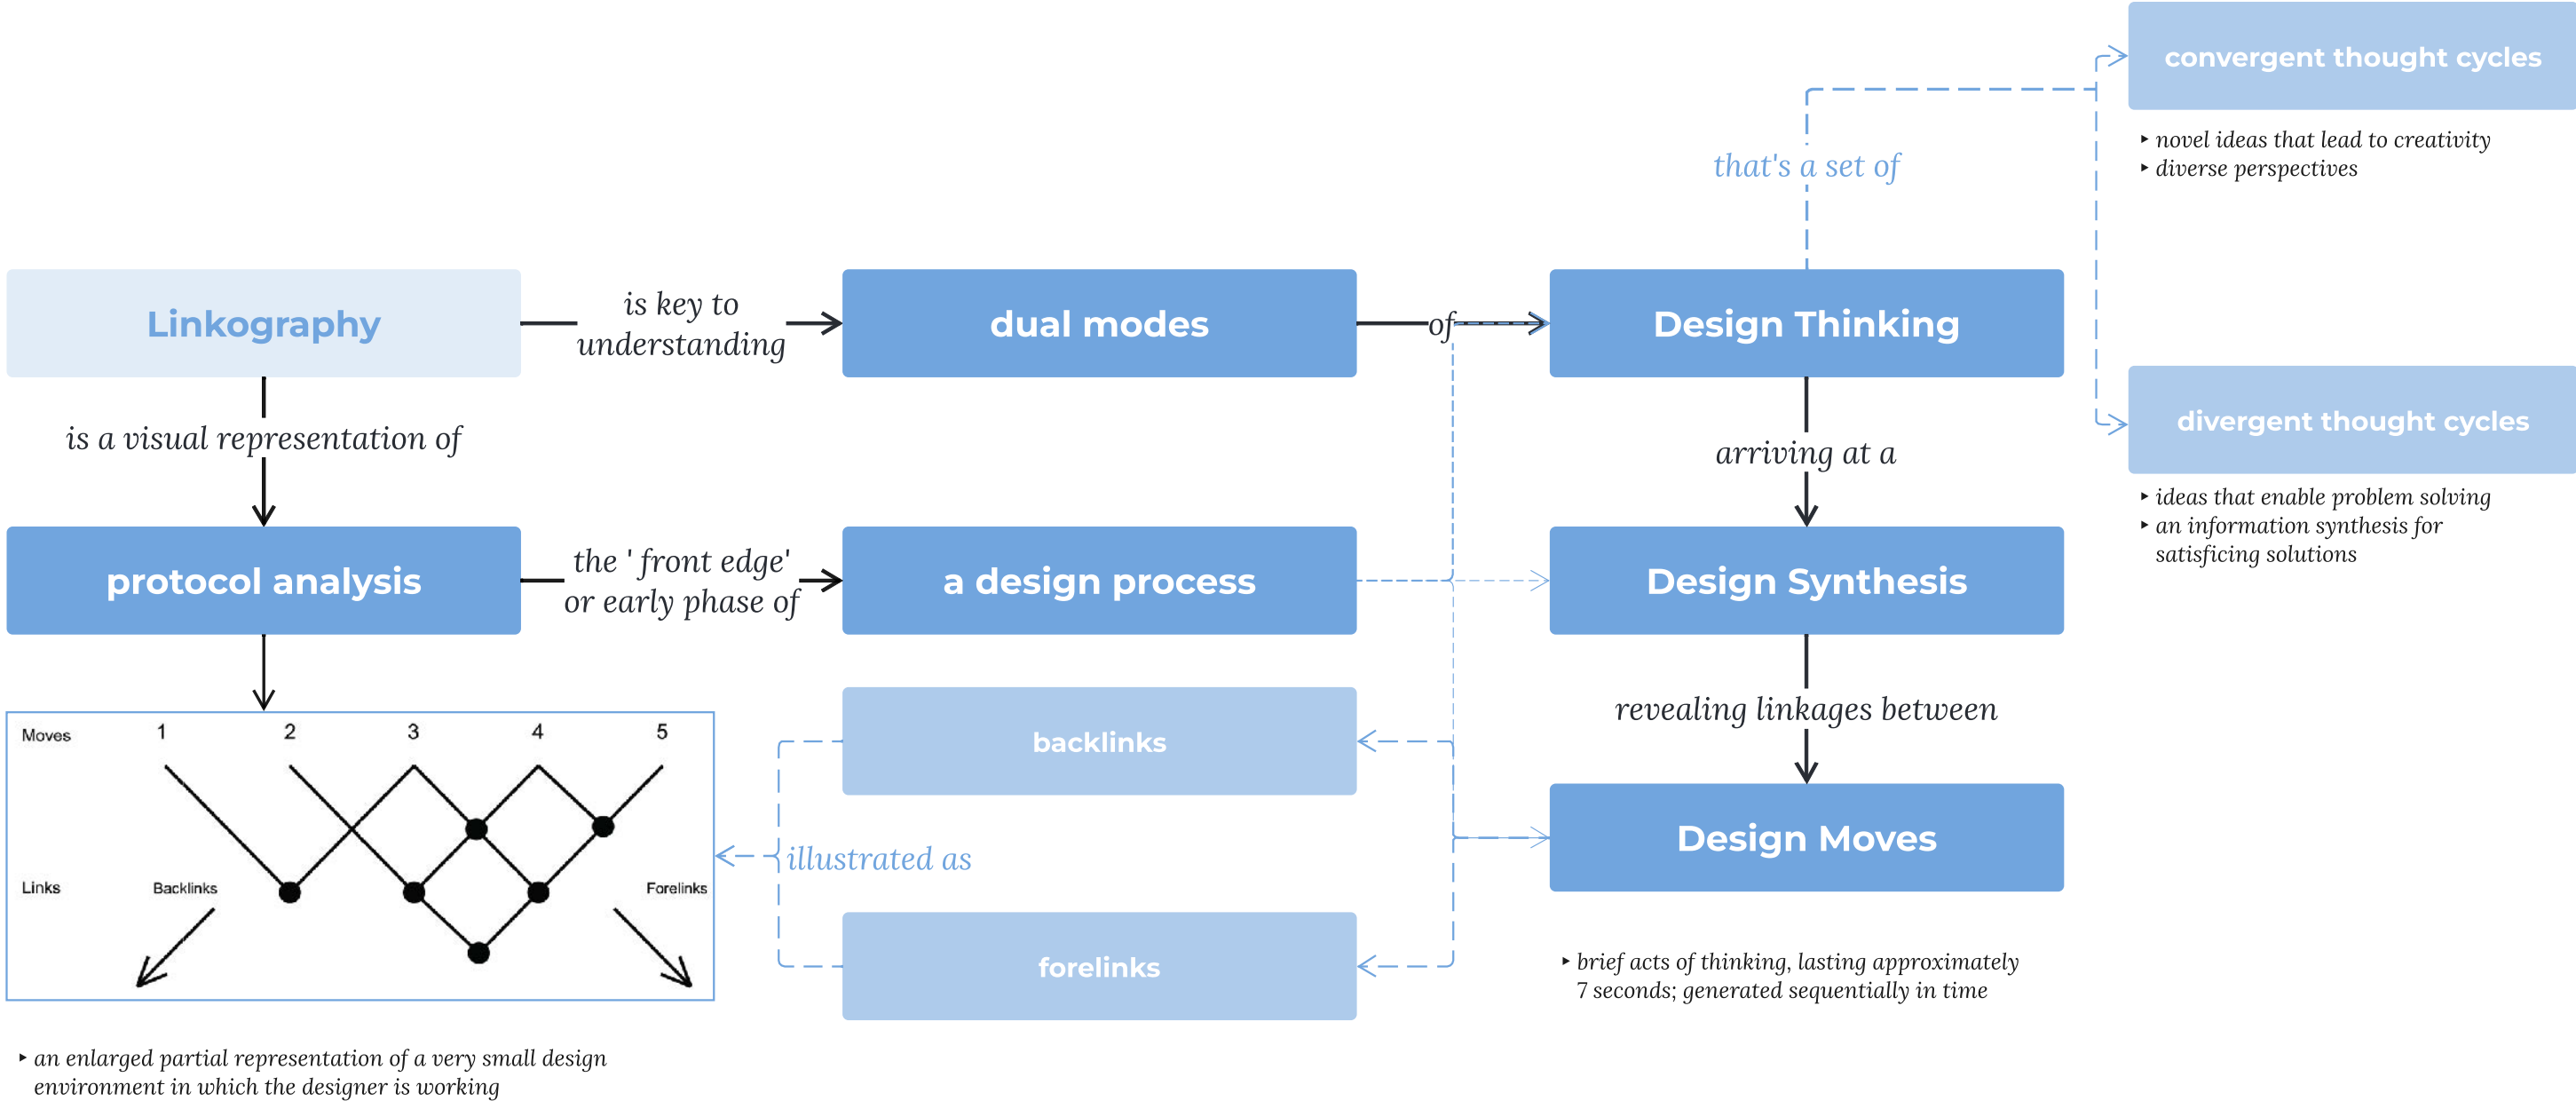 convergent thought cycles
‣ novel ideas that lead to creativity
‣ diverse perspectives
that's a set of
Linkography
is key to
understanding
dual modes
of
Design Thinking
divergent thought cycles
‣ ideas that enable problem solving
‣ an information synthesis for
satisficing solutions
is a visual representation of
arriving at a
protocol analysis
the ' front edge'
or early phase of
a design process
Design Synthesis
revealing linkages between
Moves 1 2 3 4 5
Links Backlinks Forelinks
backlinks
illustrated as
forelinks
Design Moves
‣ brief acts of thinking, lasting approximately
7 seconds; generated sequentially in time
‣ an enlarged partial representation of a very small design
environment in which the designer is working